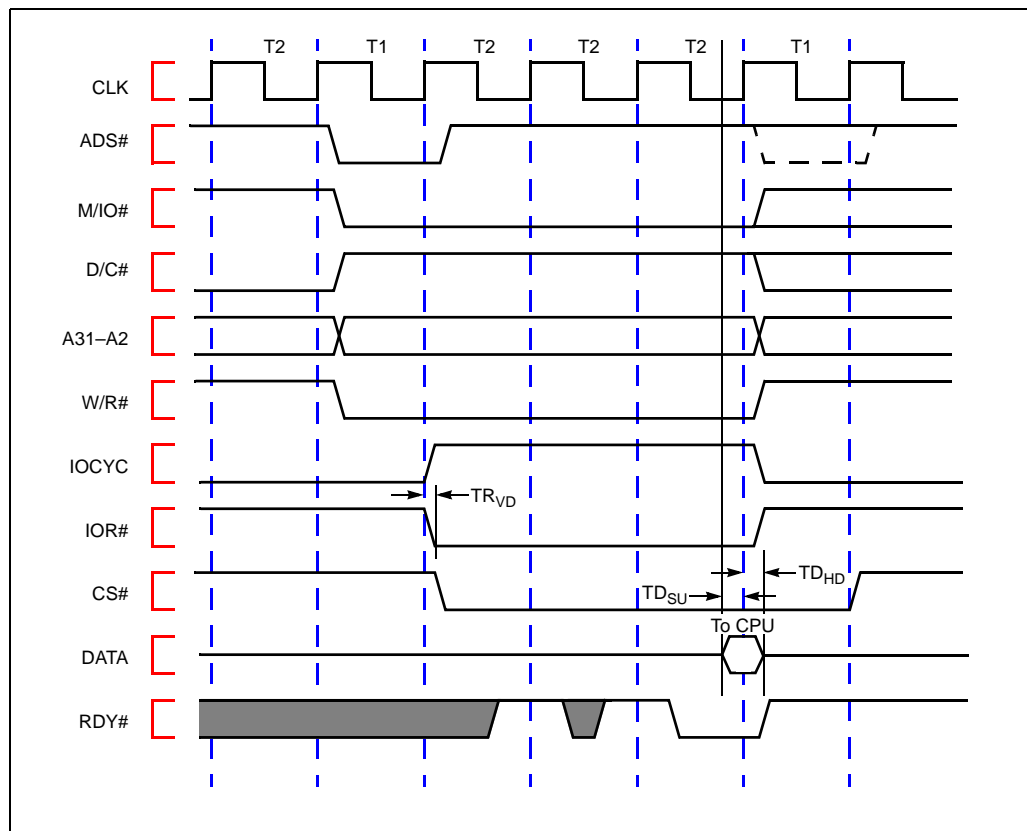 T2 T1 T2 T2 T2 T1
CLK
ADS#
M/IO#
D/C#
A31–A2
W/R#
IOCYC
TRVD
IOR#
TDHD
CS#
TDSU
To CPU
DATA
RDY#